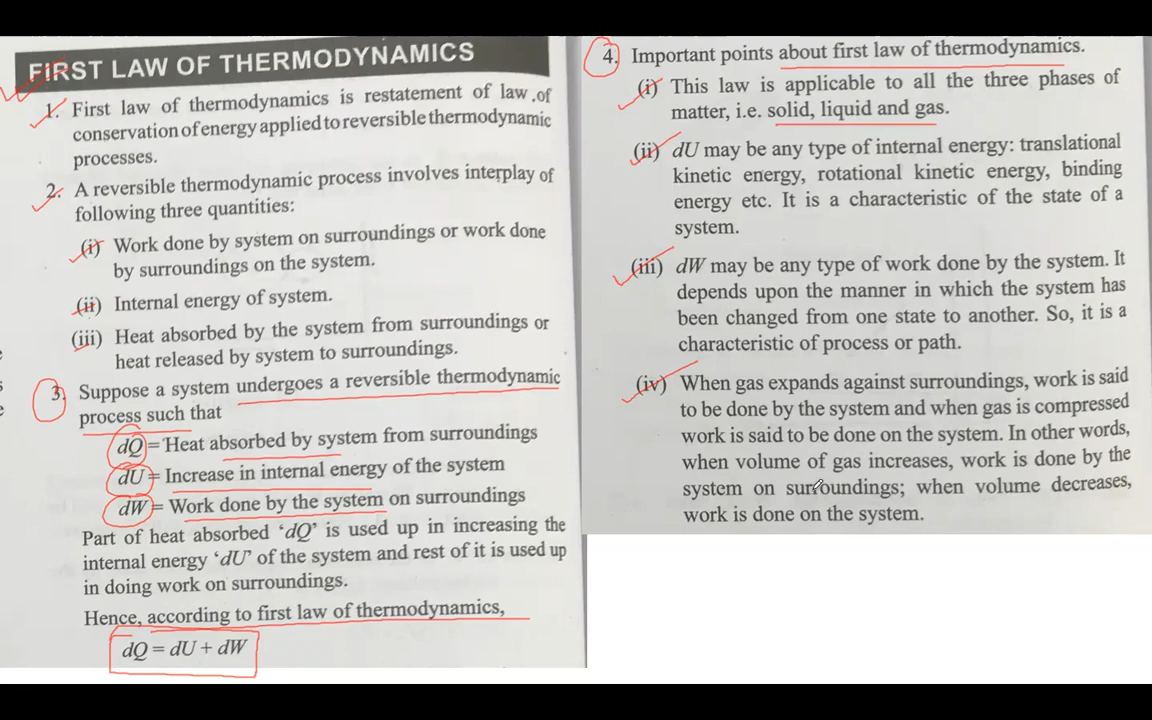 FIRST LAW OF THERMODYNAMICS
1. First law of thermodynamics is restatement of law of
conservation of energy applied to reversible thermodynamic
processes.
2. A reversible thermodynamic process involves interplay of
following three quantities:
(i) Work done by system on surroundings or work done
by surroundings on the system.
(ii) Internal energy of system.
(iii) Heat absorbed by the system from surroundings or
heat released by system to surroundings.
3. Suppose a system undergoes a reversible thermodynamic
process such that
dQ = Heat absorbed by system from surroundings
dU = Increase in internal energy of the system
dW = Work done by the system on surroundings
Part of heat absorbed ‘dQ’ is used up in increasing the
internal energy ‘dU’ of the system and rest of it is used up
in doing work on surroundings.
Hence, according to first law of thermodynamics,
dQ = dU + dW
4. Important points about first law of thermodynamics.
(i) This law is applicable to all the three phases of
matter, i.e. solid, liquid and gas.
(ii) dU may be any type of internal energy: translational
kinetic energy, rotational kinetic energy, binding
energy etc. It is a characteristic of the state of a
system.
(iii) dW may be any type of work done by the system. It
depends upon the manner in which the system has
been changed from one state to another. So, it is a
characteristic of process or path.
(iv) When gas expands against surroundings, work is said
to be done by the system and when gas is compressed
work is said to be done on the system. In other words,
when volume of gas increases, work is done by the
system on surroundings; when volume decreases,
work is done on the system.